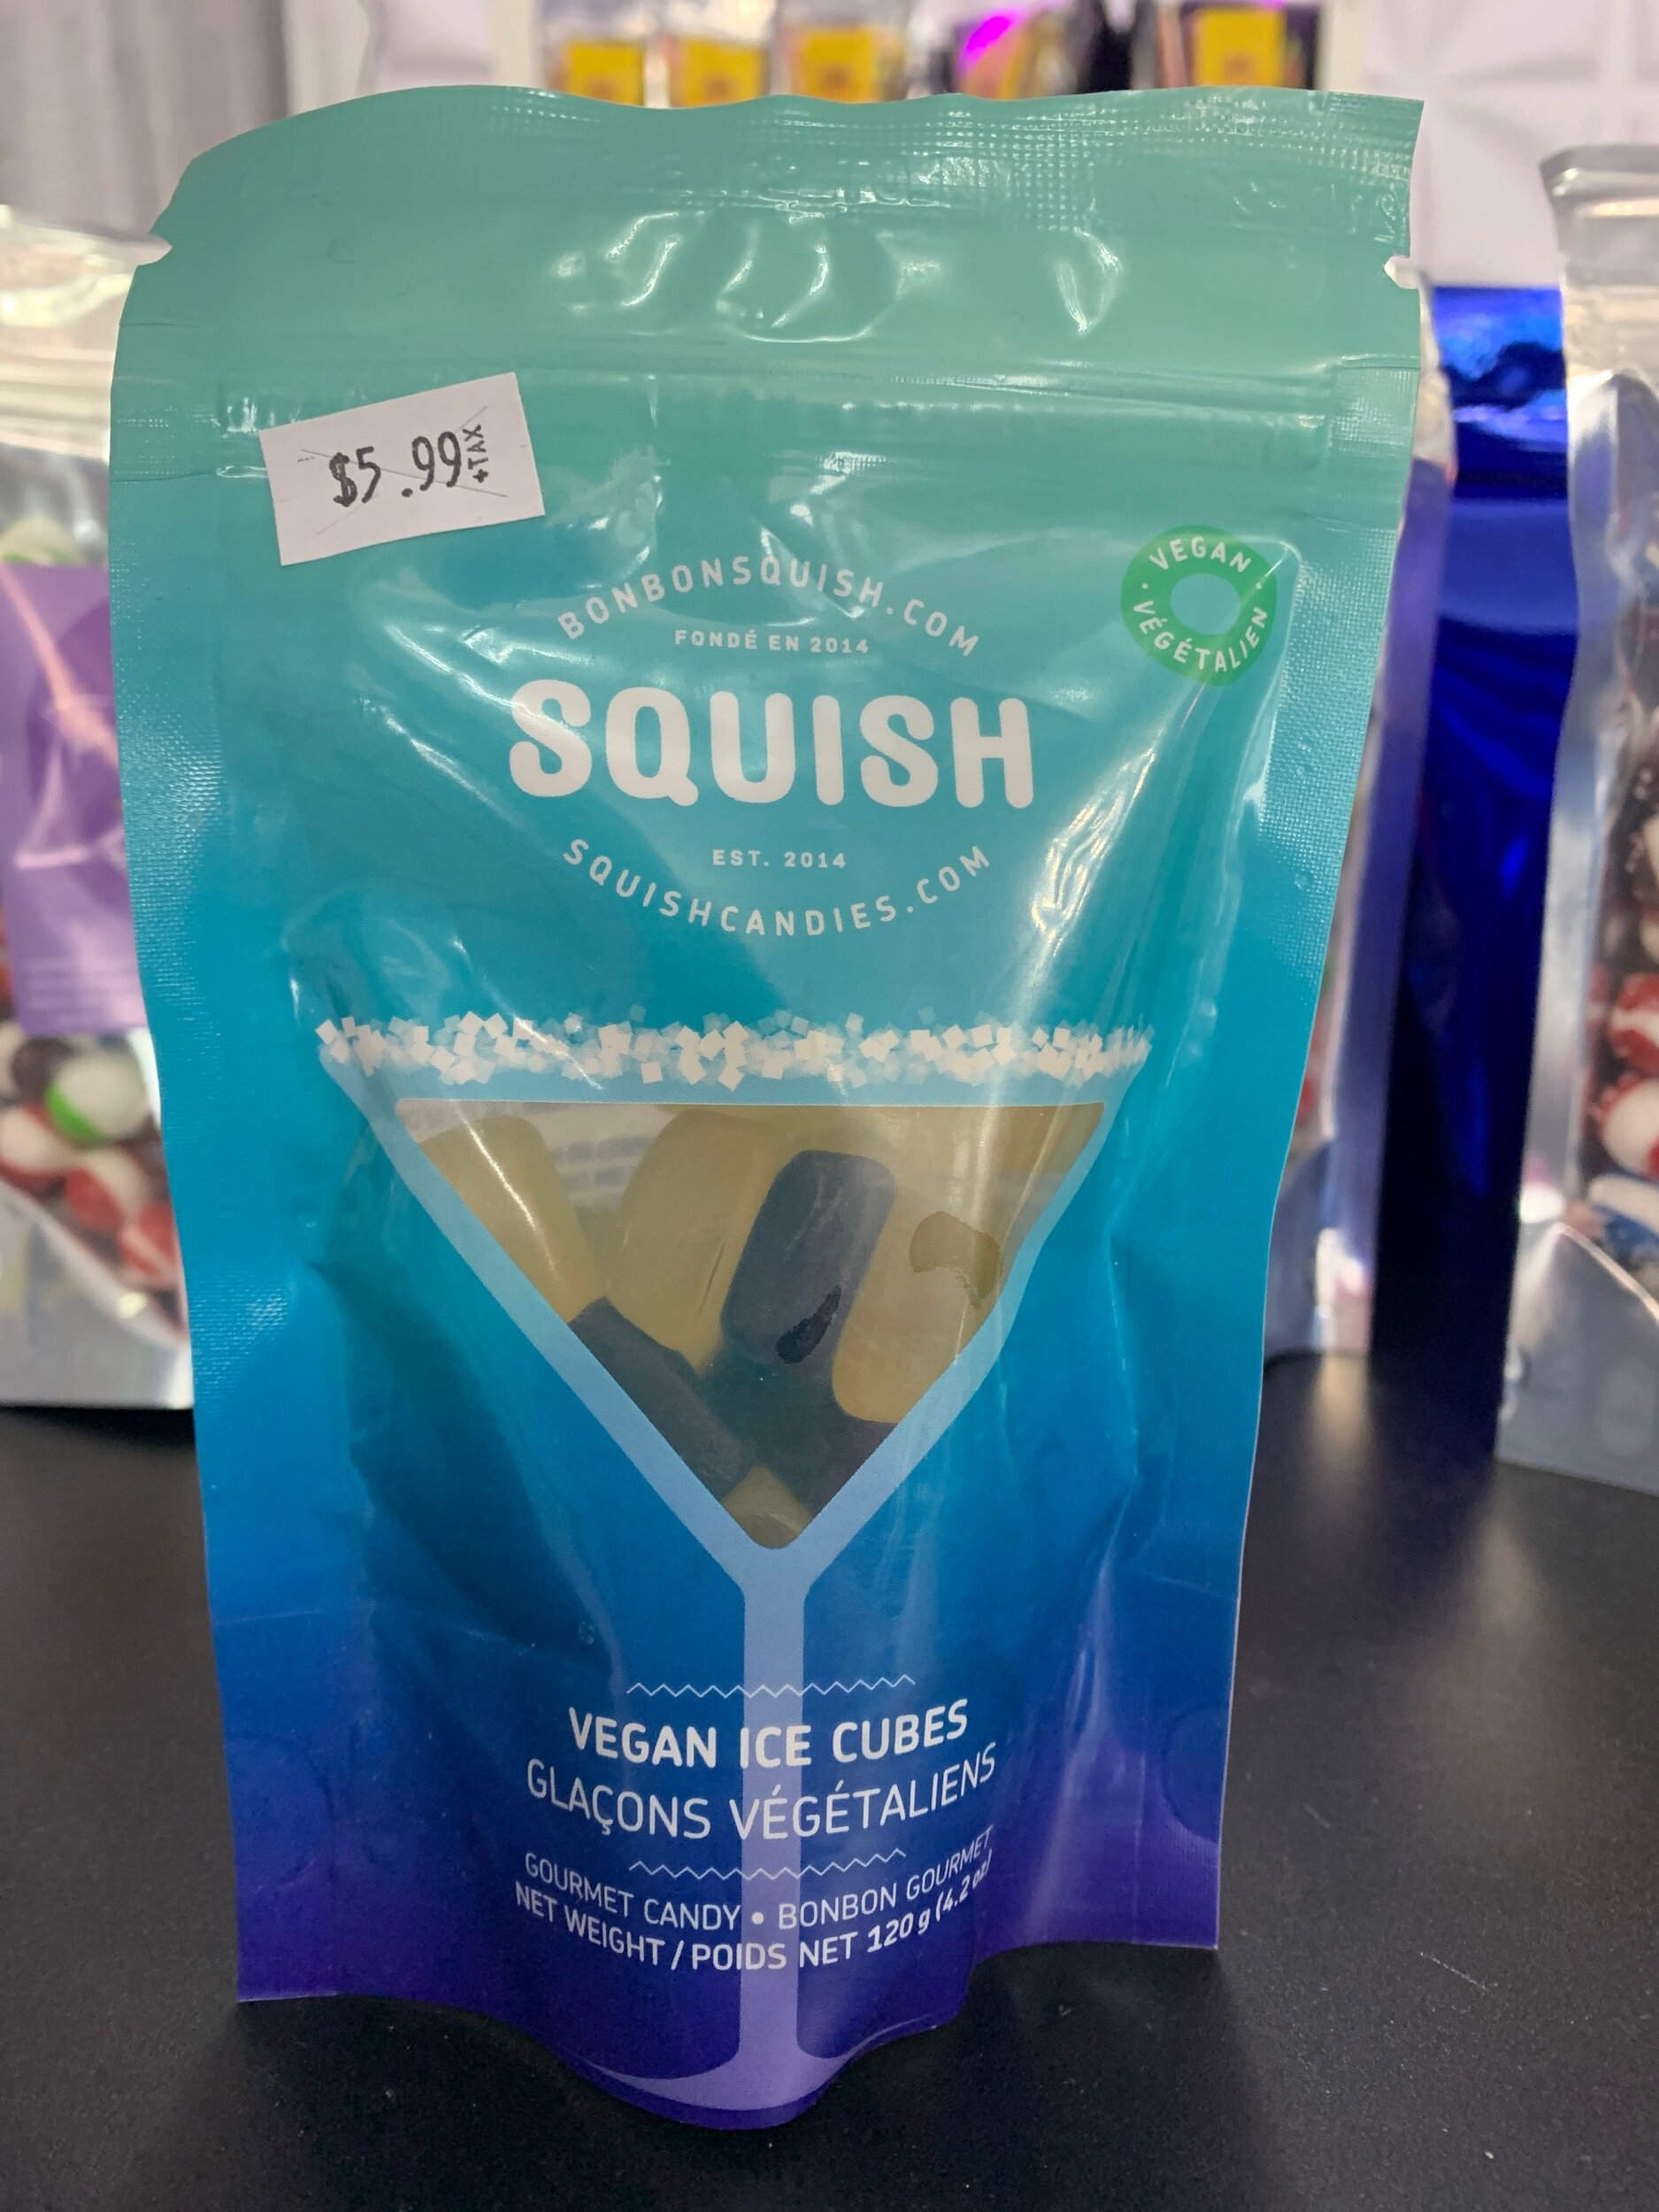 $5.99 +TAX
BONBONSQUISH.COM
FONDÉ EN 2014
VEGAN • VÉGÉTALIEN •
SQUISH
EST. 2014
SQUISHCANDIES.COM
VEGAN ICE CUBES
GLAÇONS VÉGÉTALIENS
GOURMET CANDY • BONBON GOURMET
NET WEIGHT / POIDS NET 120 g (4.2 oz)